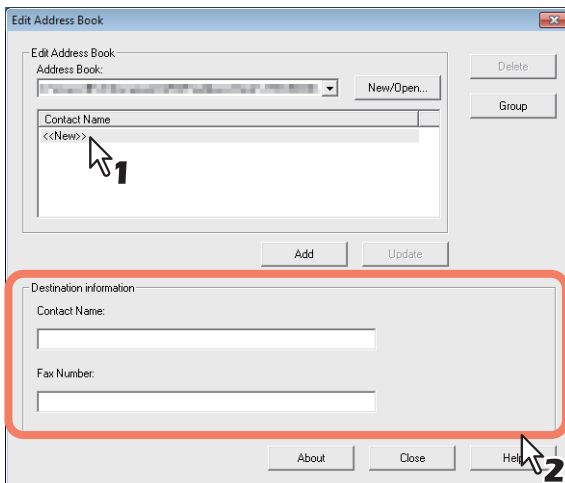 Edit Address Book
Edit Address Book
Address Book:
Delete
New/Open...
Group
Contact Name
<<New>>
1
Add Update
Destination information
Contact Name:
Fax Number:
About Close Help
2